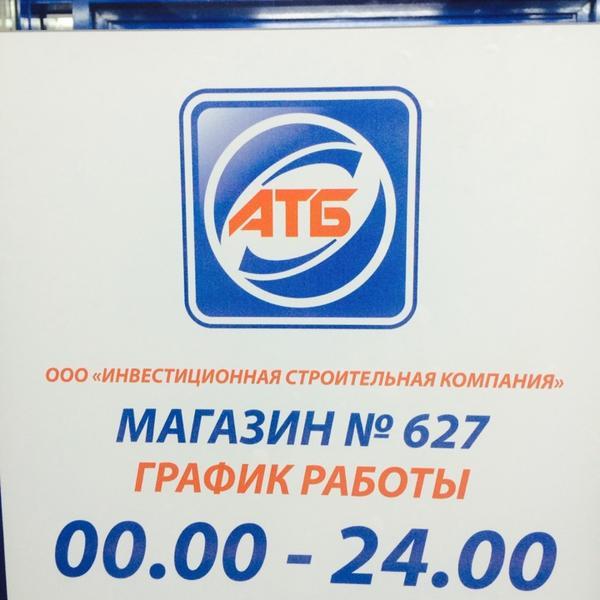 АТБ
ООО «ИНВЕСТИЦИОННАЯ СТРОИТЕЛЬНАЯ КОМПАНИЯ»
МАГАЗИН № 627
ГРАФИК РАБОТЫ
00.00 - 24.00